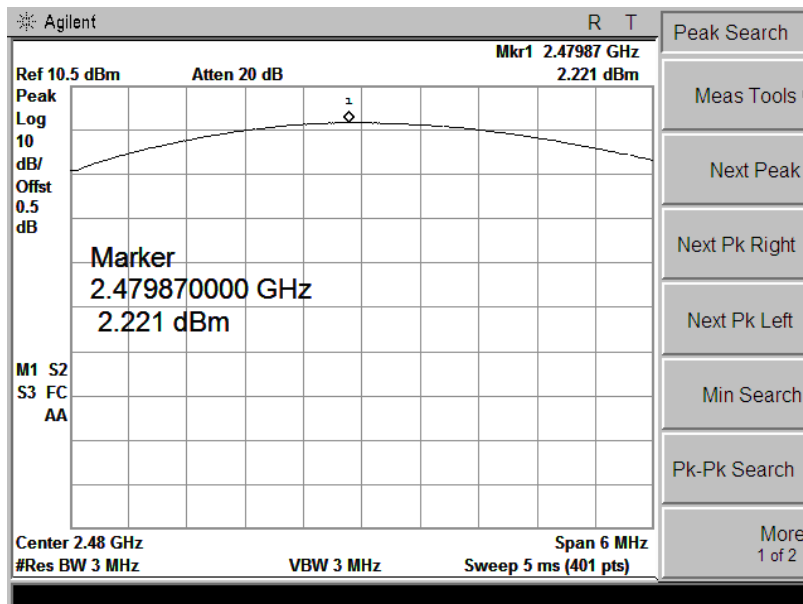 Agilent R T
Mkr1 2.47987 GHz
Ref 10.5 dBm Atten 20 dB 2.221 dBm
Peak
Log
10
dB/
Offst
0.5
dB
1
Marker
2.479870000 GHz
2.221 dBm
M1 S2
S3 FC
AA
Center 2.48 GHz Span 6 MHz
#Res BW 3 MHz VBW 3 MHz Sweep 5 ms (401 pts)
Peak Search
Meas Tools
Next Peak
Next Pk Right
Next Pk Left
Min Search
Pk-Pk Search
More
1 of 2